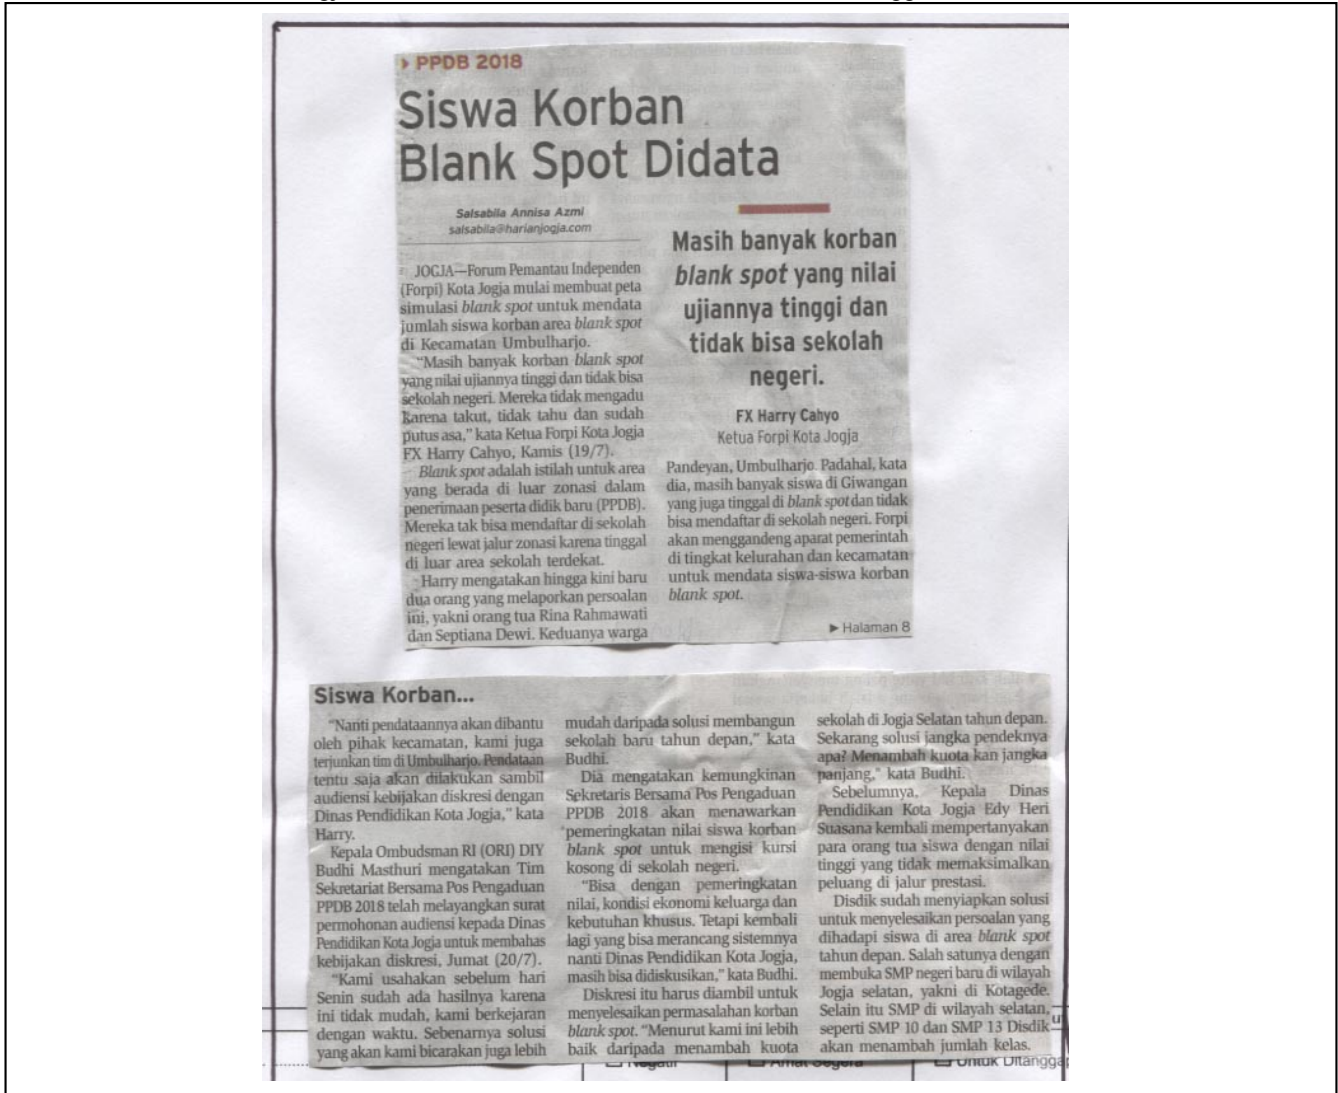 PPDB 2018
Siswa Korban
Blank Spot Didata
Salsabila Annisa Azmi
salsabila@harianjogja.com
JOGJA—Forum Pemantau Independen
(Forpi) Kota Jogja mulai membuat peta
simulasi blank spot untuk mendata
jumlah siswa korban area blank spot
di Kecamatan Umbulharjo.
“Masih banyak korban blank spot
yang nilai ujiannya tinggi dan tidak bisa
sekolah negeri. Mereka tidak mengadu
karena takut, tidak tahu dan sudah
putus asa,” kata Ketua Forpi Kota Jogja
FX Harry Cahyo, Kamis (19/7).
Blank spot adalah istilah untuk area
yang berada di luar zonasi dalam
penerimaan peserta didik baru (PPDB).
Mereka tak bisa mendaftar di sekolah
negeri lewat jalur zonasi karena tinggal
di luar area sekolah terdekat.
Harry mengatakan hingga kini baru
dua orang yang melaporkan persoalan
ini, yakni orang tua Rina Rahmawati
dan Septiana Dewi. Keduanya warga
Masih banyak korban
blank spot yang nilai
ujiannya tinggi dan
tidak bisa sekolah
negeri.
FX Harry Cahyo
Ketua Forpi Kota Jogja
Pandeyan, Umbulharjo. Padahal, kata
dia, masih banyak siswa di Giwangan
yang juga tinggal di blank spot dan tidak
bisa mendaftar di sekolah negeri. Forpi
akan menggandeng aparat pemerintah
di tingkat kelurahan dan kecamatan
untuk mendata siswa-siswa korban
blank spot.
Halaman 8
Siswa Korban...
“Nanti pendataannya akan dibantu
oleh pihak kecamatan, kami juga
terjunkan tim di Umbulharjo. Pendataan
tentu saja akan dilakukan sambil
audiensi kebijakan diskresi dengan
Dinas Pendidikan Kota Jogja,” kata
Harry.
Kepala Ombudsman RI (ORI) DIY
Budhi Masthuri mengatakan Tim
Sekretariat Bersama Pos Pengaduan
PPDB 2018 telah melayangkan surat
permohonan audiensi kepada Dinas
Pendidikan Kota Jogja untuk membahas
kebijakan diskresi, Jumat (20/7).
“Kami usahakan sebelum hari
Senin sudah ada hasilnya karena
ini tidak mudah, kami berkejaran
dengan waktu. Sebenarnya solusi
yang akan kami bicarakan juga lebih
mudah daripada solusi membangun
sekolah baru tahun depan,” kata
Budhi.
Dia mengatakan kemungkinan
Sekretaris Bersama Pos Pengaduan
PPDB 2018 akan menawarkan
pemeringkatan nilai siswa korban
blank spot untuk mengisi kursi
kosong di sekolah negeri.
“Bisa dengan pemeringkatan
nilai, kondisi ekonomi keluarga dan
kebutuhan khusus. Tetapi kembali
lagi yang bisa merancang sistemnya
nanti Dinas Pendidikan Kota Jogja,
masih bisa didiskusikan,” kata Budhi.
Diskresi itu harus diambil untuk
menyelesaikan permasalahan korban
blank spot. “Menurut kami ini lebih
baik daripada menambah kuota
sekolah di Jogja Selatan tahun depan.
Sekarang solusi jangka pendeknya
apa? Menambah kuota kan jangka
panjang,” kata Budhi.
Sebelumnya, Kepala Dinas
Pendidikan Kota Jogja Edy Heri
Suasana kembali mempertanyakan
para orang tua siswa dengan nilai
tinggi yang tidak memaksimalkan
peluang di jalur prestasi.
Disdik sudah menyiapkan solusi
untuk menyelesaikan persoalan yang
dihadapi siswa di area blank spot
tahun depan. Salah satunya dengan
membuka SMP negeri baru di wilayah
Jogja selatan, yakni di Kotagede.
Selain itu SMP di wilayah selatan,
seperti SMP 10 dan SMP 13 Disdik
akan menambah jumlah kelas.
Negatif
Amat Segera
Untuk Ditangga